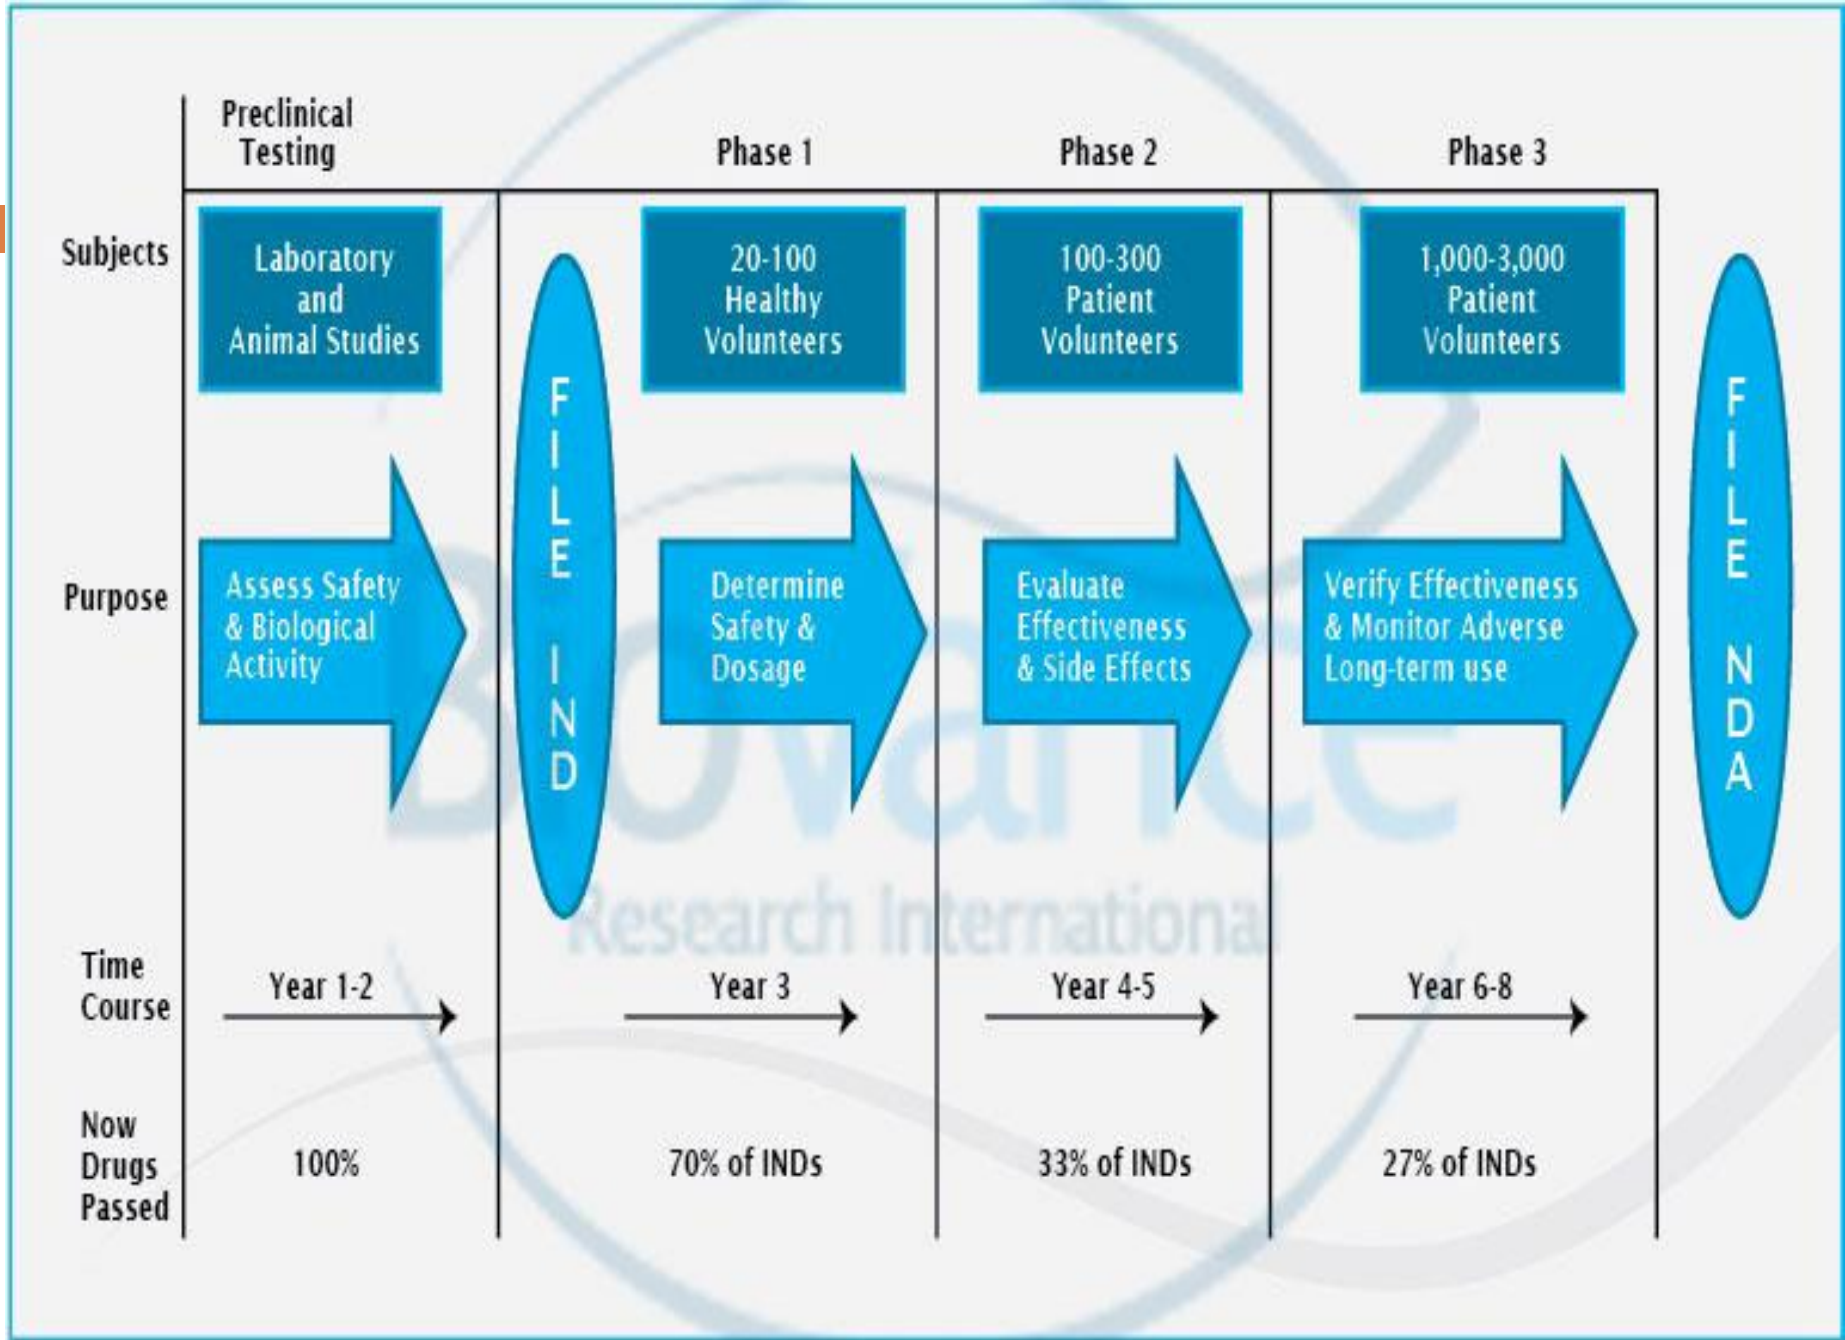 Preclinical
Testing
Phase 1
Phase 2
Phase 3
Subjects
Laboratory
and
Animal Studies
20-100
Healthy
Volunteers
100-300
Patient
Volunteers
1,000-3,000
Patient
Volunteers
FILE IND
FILE NDA
Purpose
Assess Safety
& Biological
Activity
Determine
Safety &
Dosage
Evaluate
Effectiveness
& Side Effects
Verify Effectiveness
& Monitor Adverse
Long-term use
Biovance
Research International
Time
Course
Year 1-2
Year 3
Year 4-5
Year 6-8
Now
Drugs
Passed
100%
70% of INDs
33% of INDs
27% of INDs